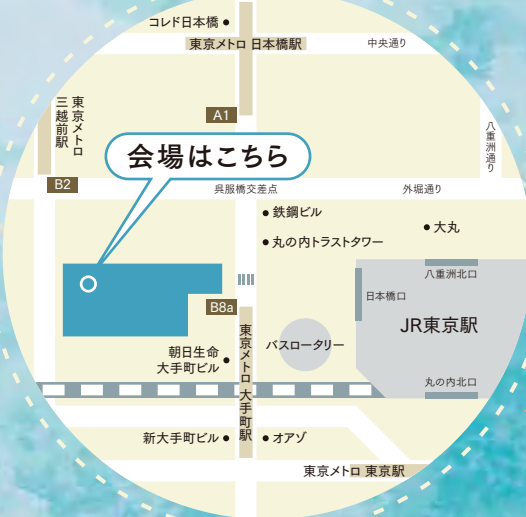 コレド日本橋
東京メトロ 日本橋駅
中央通り
東京メトロ
三越前駅
A1
八重洲通り
会場はこちら
B2
呉服橋交差点
外堀通り
鉄鋼ビル
大丸
丸の内トラストタワー
八重洲北口
日本橋口
B8a
JR東京駅
東京メトロ 大手町駅
バスロータリー
朝日生命
大手町ビル
丸の内北口
新大手町ビル
オアゾ
東京メトロ 東京駅